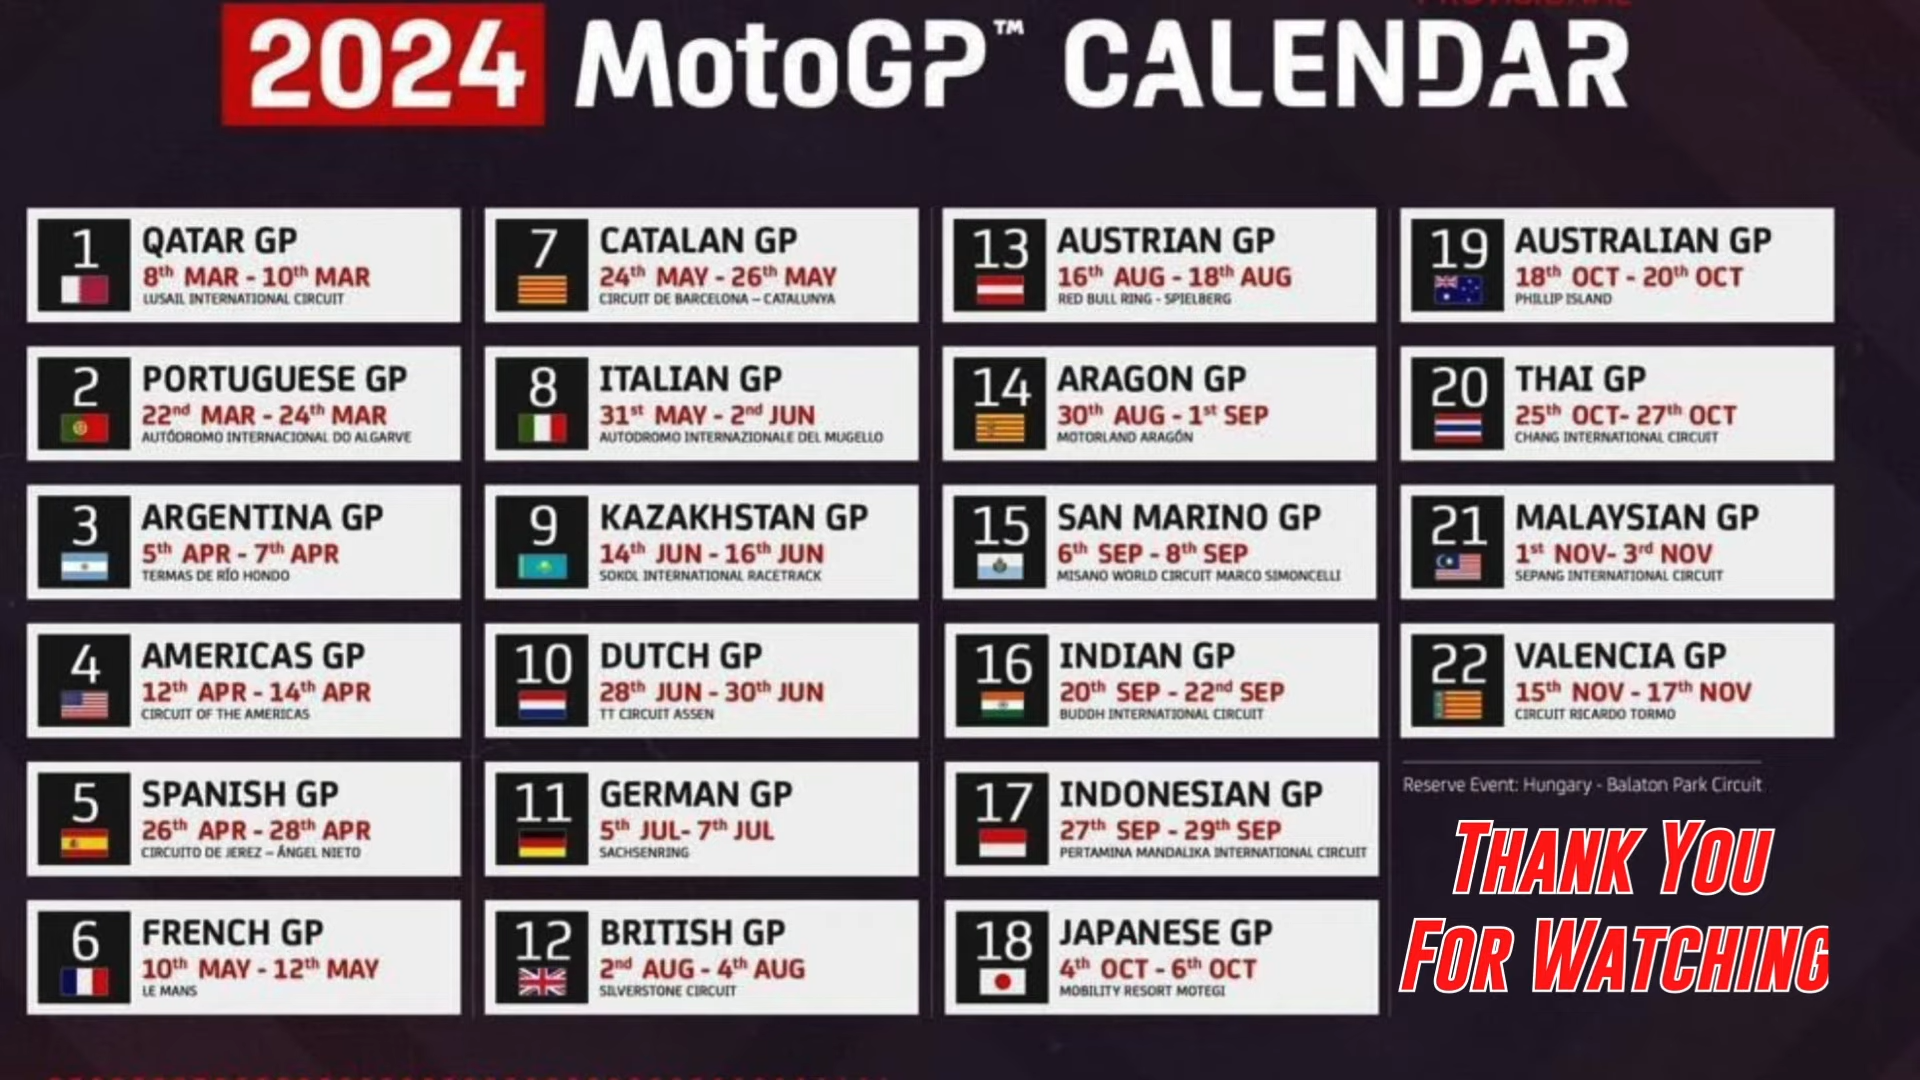 PROVISIONAL
2024 MotoGP™ CALENDAR
1
QATAR GP
8th MAR - 10th MAR
LUSAIL INTERNATIONAL CIRCUIT
2
PORTUGUESE GP
22nd MAR - 24th MAR
AUTÓDROMO INTERNACIONAL DO ALGARVE
3
ARGENTINA GP
5th APR - 7th APR
TERMAS DE RÍO HONDO
4
AMERICAS GP
12th APR - 14th APR
CIRCUIT OF THE AMERICAS
5
SPANISH GP
26th APR - 28th APR
CIRCUITO DE JEREZ – ÁNGEL NIETO
6
FRENCH GP
10th MAY - 12th MAY
LE MANS
7
CATALAN GP
24th MAY - 26th MAY
CIRCUIT DE BARCELONA – CATALUNYA
8
ITALIAN GP
31st MAY - 2nd JUN
AUTODROMO INTERNAZIONALE DEL MUGELLO
9
KAZAKHSTAN GP
14th JUN - 16th JUN
SOKOL INTERNATIONAL RACETRACK
10
DUTCH GP
28th JUN - 30th JUN
TT CIRCUIT ASSEN
11
GERMAN GP
5th JUL- 7th JUL
SACHSENRING
12
BRITISH GP
2nd AUG - 4th AUG
SILVERSTONE CIRCUIT
13
AUSTRIAN GP
16th AUG - 18th AUG
RED BULL RING - SPIELBERG
14
ARAGON GP
30th AUG - 1st SEP
MOTORLAND ARAGÓN
15
SAN MARINO GP
6th SEP - 8th SEP
MISANO WORLD CIRCUIT MARCO SIMONCELLI
16
INDIAN GP
20th SEP - 22nd SEP
BUDDH INTERNATIONAL CIRCUIT
17
INDONESIAN GP
27th SEP - 29th SEP
PERTAMINA MANDALIKA INTERNATIONAL CIRCUIT
18
JAPANESE GP
4th OCT - 6th OCT
MOBILITY RESORT MOTEGI
19
AUSTRALIAN GP
18th OCT - 20th OCT
PHILLIP ISLAND
20
THAI GP
25th OCT- 27th OCT
CHANG INTERNATIONAL CIRCUIT
21
MALAYSIAN GP
1st NOV- 3rd NOV
SEPANG INTERNATIONAL CIRCUIT
22
VALENCIA GP
15th NOV - 17th NOV
CIRCUIT RICARDO TORMO
Reserve Event: Hungary - Balaton Park Circuit
THANK YOU
FOR WATCHING